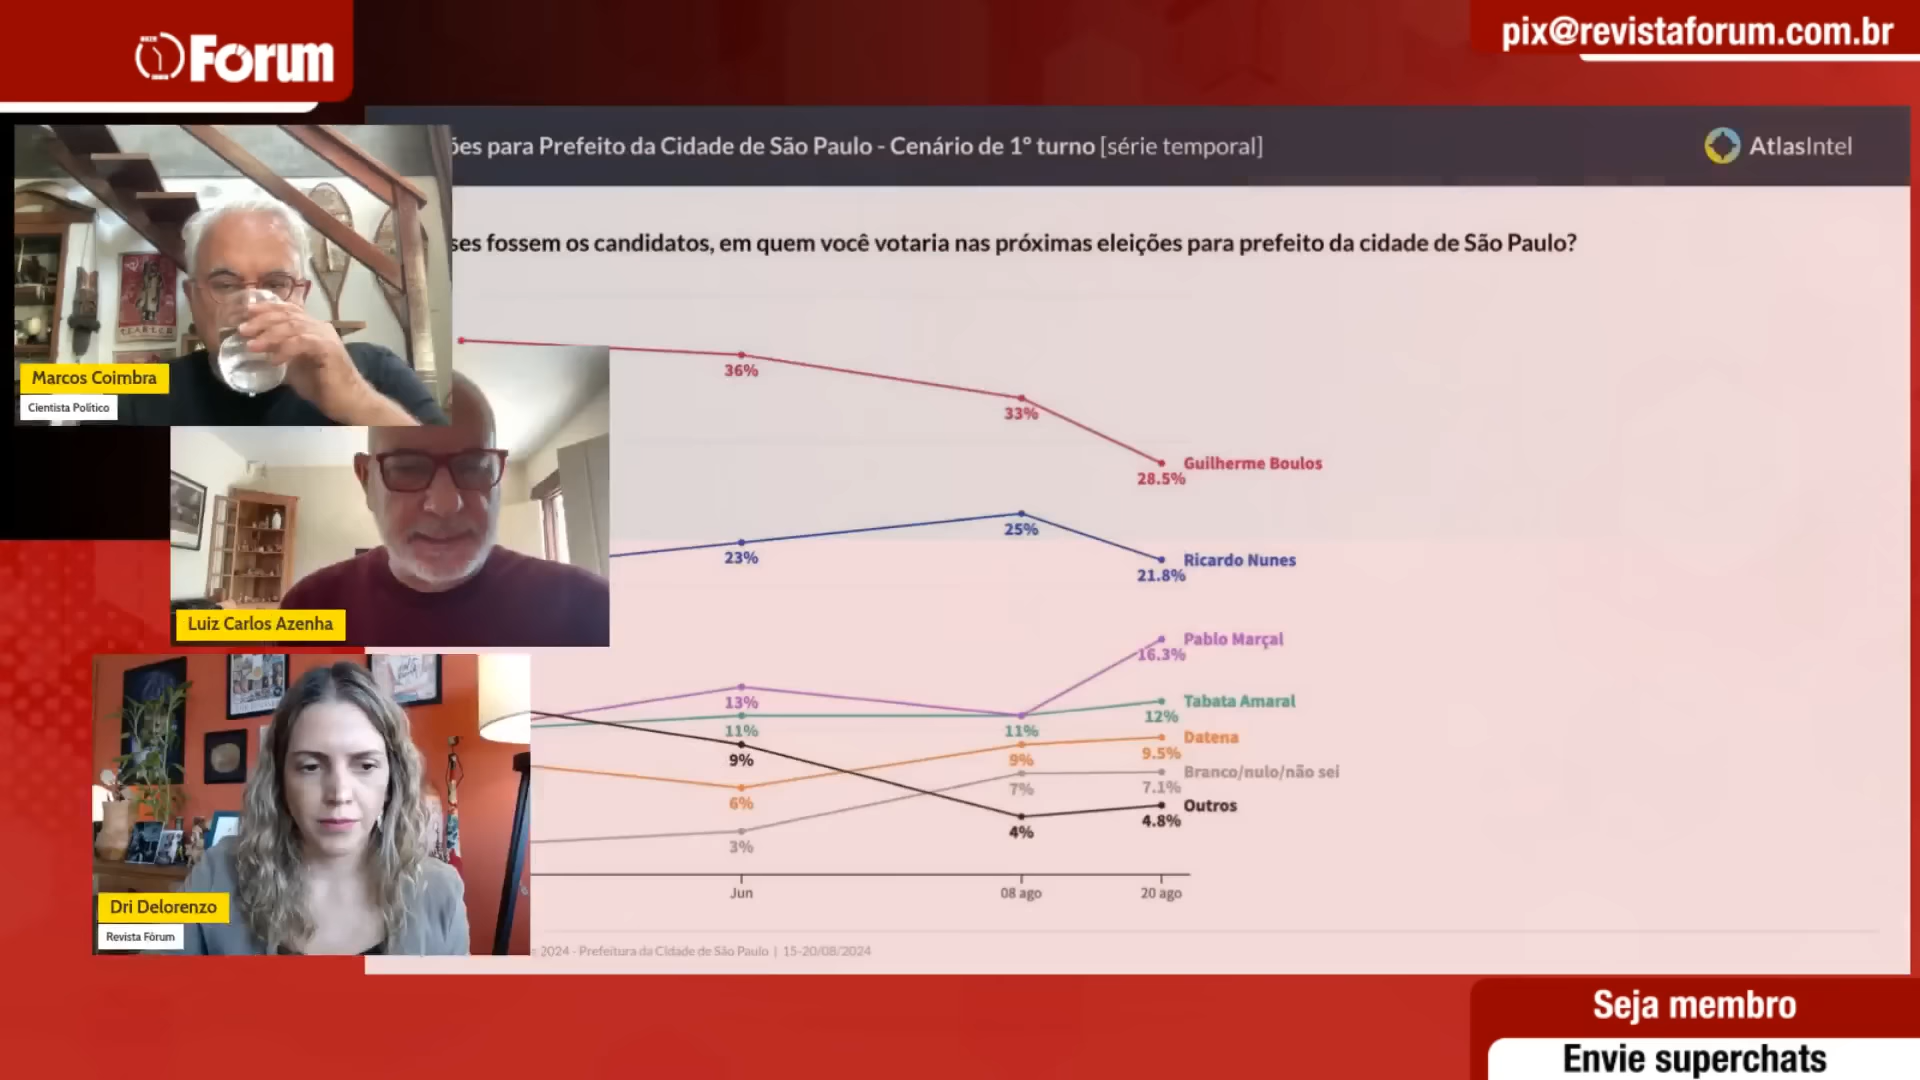 Forum
pix@revistaforum.com.br
ões para Prefeito da Cidade de São Paulo - Cenário de 1º turno [série temporal]
AtlasIntel
ses fossem os candidatos, em quem você votaria nas próximas eleições para prefeito da cidade de São Paulo?
Marcos Coimbra
Cientista Político
Luiz Carlos Azenha
Dri Delorenzo
Revista Fórum
36%
33%
28.5%
Guilherme Boulos
23%
25%
21.8%
Ricardo Nunes
13%
16.3%
Pablo Marçal
11%
11%
12%
Tabata Amaral
9%
9%
9.5%
Datena
6%
7%
7.1%
Branco/nulo/não sei
3%
4%
4.8%
Outros
Jun
08 ago
20 ago
2024 - Prefeitura da Cidade de São Paulo | 15-20/08/2024
Seja membro
Envie superchats